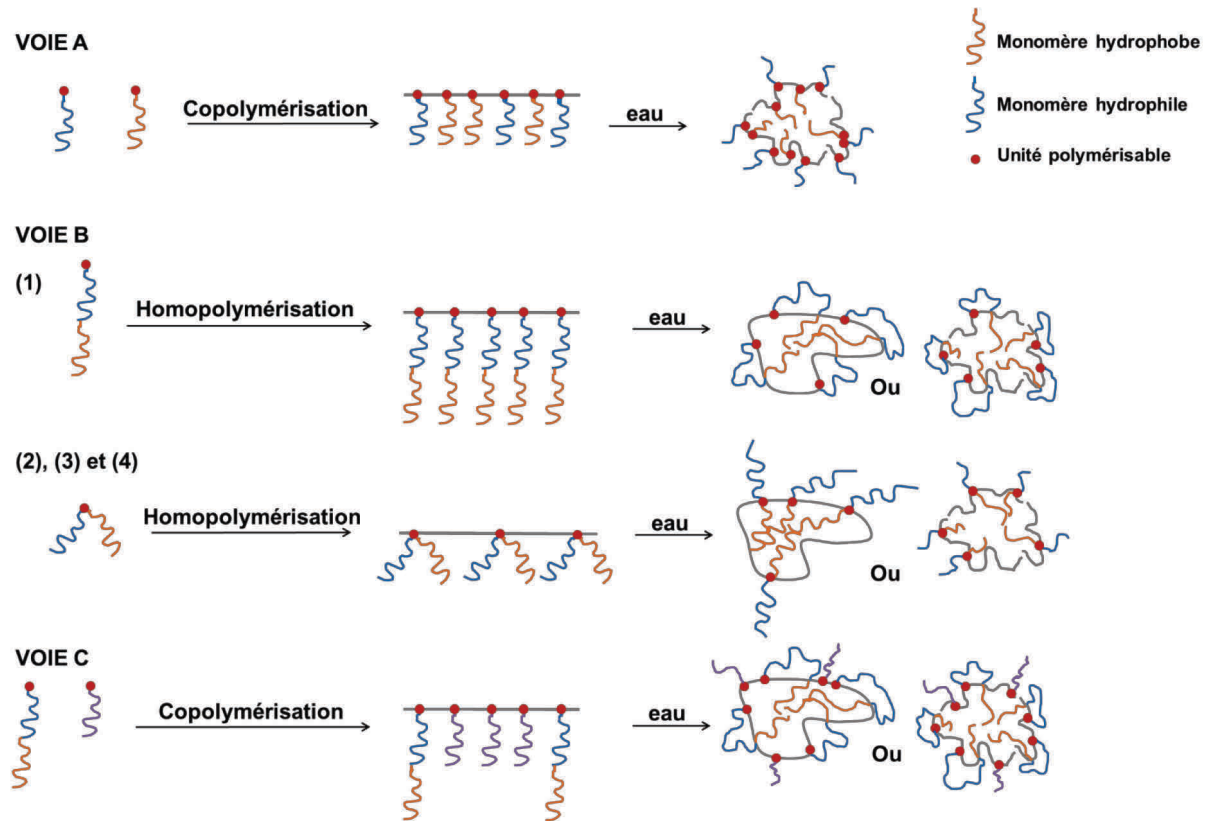 VOIE A
Copolymérisation
eau
Monomère hydrophobe
Monomère hydrophile
Unité polymérisable
VOIE B
(1)
Homopolymérisation
eau
Ou
(2), (3) et (4)
Homopolymérisation
eau
Ou
VOIE C
Copolymérisation
eau
Ou